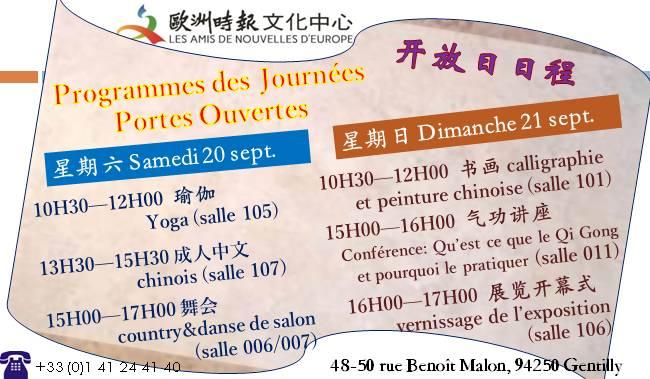 歐洲時報文化中心
LES AMIS DE NOUVELLES D'EUROPE
开放日日程
Programmes des Journées
Portes Ouvertes
星期六 Samedi 20 sept.
10H30—12H00 瑜伽
Yoga (salle 105)
13H30—15H30 成人中文
chinois (salle 107)
15H00—17H00 舞会
country&danse de salon
(salle 006/007)
星期日 Dimanche 21 sept.
10H30—12H00 书画 calligraphie
et peinture chinoise (salle 101)
15H00—16H00 气功讲座
Conférence: Qu'est ce que le Qi Gong
et pourquoi le pratiquer (salle 011)
16H00—17H00 展览开幕式
vernissage de l'exposition
(salle 106)
+33 (0)1 41 24 41 40
48-50 rue Benoit Malon, 94250 Gentilly